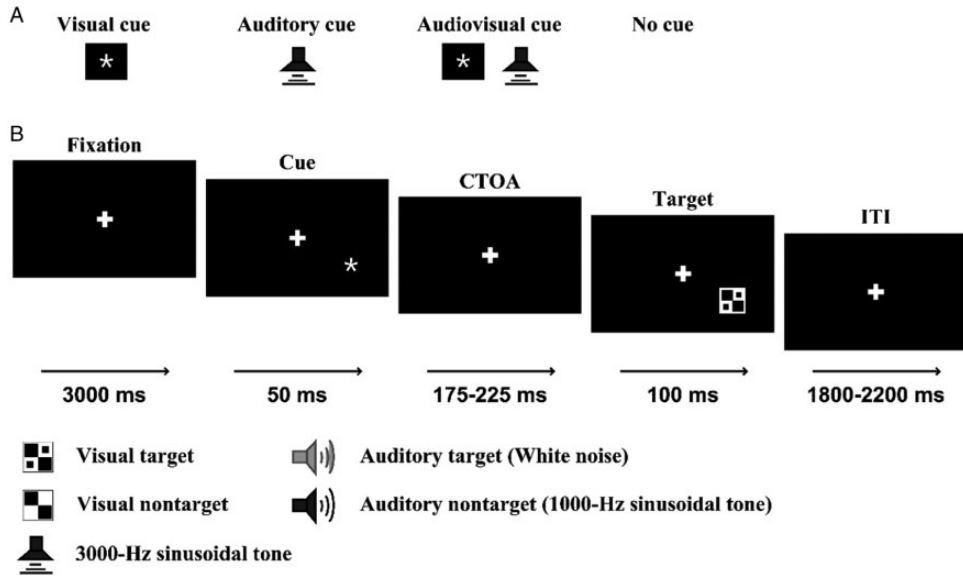 A
Visual cue
Auditory cue
Audiovisual cue
No cue
*
*
B
Fixation
Cue
CTOA
Target
ITI
*
3000 ms
50 ms
175-225 ms
100 ms
1800-2200 ms
Visual target
Auditory target (White noise)
Visual nontarget
Auditory nontarget (1000-Hz sinusoidal tone)
3000-Hz sinusoidal tone